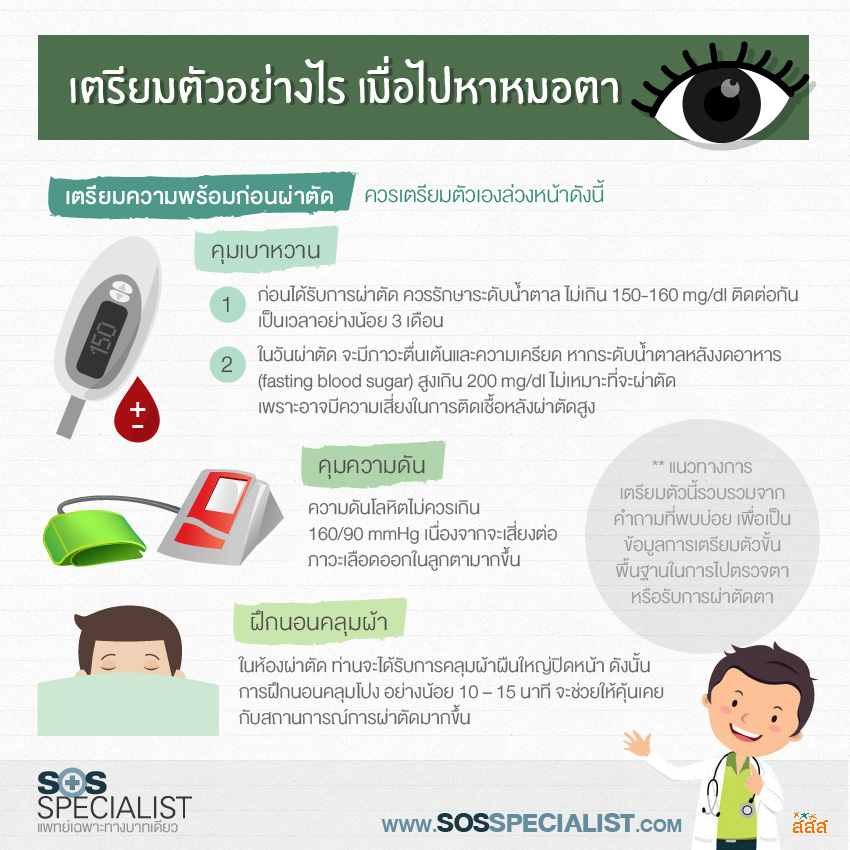 เตรียมตัวอย่างไร เมื่อไปหาหมอตา
เตรียมความพร้อมก่อนผ่าตัด ควรเตรียมตัวเองล่วงหน้าดังนี้
คุมเบาหวาน
1 ก่อนได้รับการผ่าตัด ควรรักษาระดับน้ำตาล ไม่เกิน 150-160 mg/dl ติดต่อกัน
เป็นเวลาอย่างน้อย 3 เดือน
2 ในวันผ่าตัด จะมีภาวะตื่นเต้นและความเครียด หากระดับน้ำตาลหลังงดอาหาร
(fasting blood sugar) สูงเกิน 200 mg/dl ไม่เหมาะที่จะผ่าตัด
เพราะอาจมีความเสี่ยงในการติดเชื้อหลังผ่าตัดสูง
150
+
-
คุมความดัน
ความดันโลหิตไม่ควรเกิน
160/90 mmHg เนื่องจากจะเสี่ยงต่อ
ภาวะเลือดออกในลูกตามากขึ้น
** แนวทางการ
เตรียมตัวนี้รวบรวมจาก
คำถามที่พบบ่อย เพื่อเป็น
ข้อมูลการเตรียมตัวขั้น
พื้นฐานในการไปตรวจตา
หรือรับการผ่าตัดตา
ฝึกนอนคลุมผ้า
ในห้องผ่าตัด ท่านจะได้รับการคลุมผ้าผืนใหญ่ปิดหน้า ดังนั้น
การฝึกนอนคลุมโปง อย่างน้อย 10 – 15 นาที จะช่วยให้คุ้นเคย
กับสถานการณ์การผ่าตัดมากขึ้น
SOS
SPECIALIST
แพทย์เฉพาะทางบาทเดียว
www.SOSSPECIALIST.com
สสส